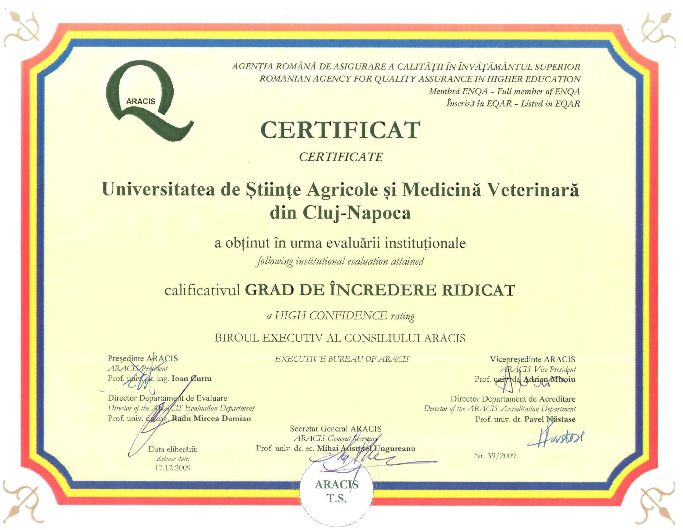 AGENŢIA ROMÂNĂ DE ASIGURARE A CALITĂŢII ÎN ÎNVĂŢĂMÂNTUL SUPERIOR
ROMANIAN AGENCY FOR QUALITY ASSURANCE IN HIGHER EDUCATION
Membră ENQA - Full member of ENQA
Înscrisă în EQAR - Listed in EQAR
ARACIS
CERTIFICAT
CERTIFICATE
Universitatea de Ştiinţe Agricole şi Medicină Veterinară
din Cluj-Napoca
a obţinut în urma evaluării instituţionale
following institutional evaluation attained
calificativul GRAD DE ÎNCREDERE RIDICAT
a HIGH CONFIDENCE rating
BIROUL EXECUTIV AL CONSILIULUI ARACIS
EXECUTIVE BUREAU OF ARACIS
Preşedinte ARACIS
ARACIS President
Prof. univ. dr. ing. Ioan Curtu
Director Departament de Evaluare
Director of the ARACIS Evaluation Department
Prof. univ. Radu Mircea Damian
Data eliberării:
Release date:
17.12.2009
Secretar General ARACIS
ARACIS General Secretary
Prof. univ. dr. ec. Mihai Aristotel Ungureanu
Vicepreşedinte ARACIS
ARACIS Vice President
Prof. univ. dr. Adrian Miroiu
Director Departament de Acreditare
Director of the ARACIS Accreditation Department
Prof. univ. dr. Pavel Năstase
Nr. 39/2009
ARACIS
T.S.